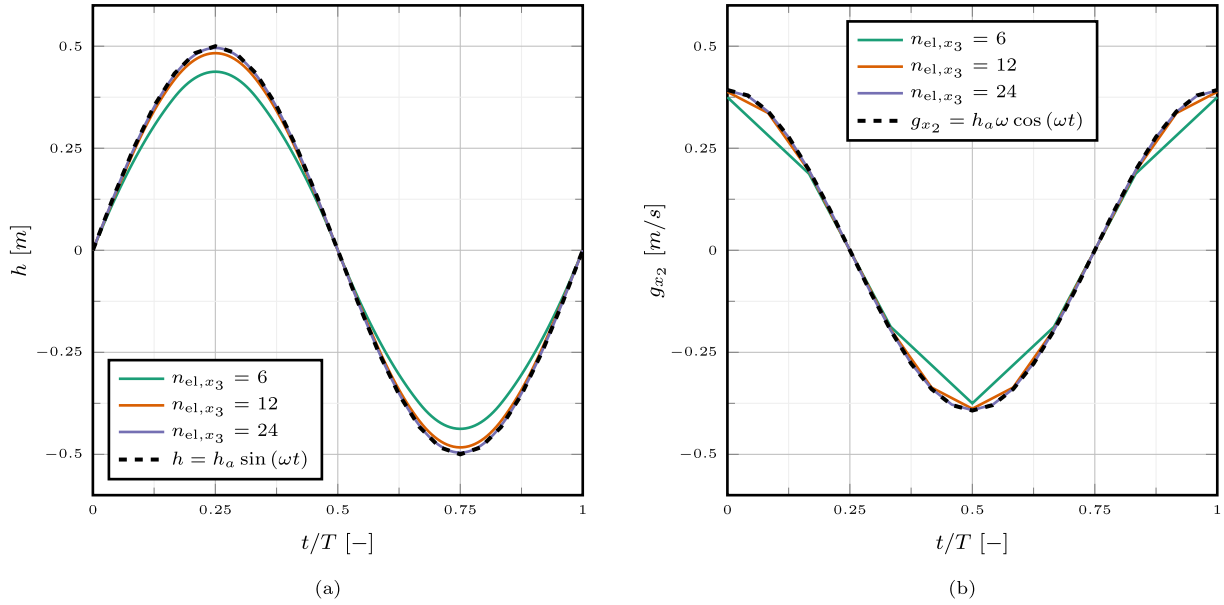 0.5
0.25
0
−0.25
−0.5
h [m]
n_el,x₃ = 6
n_el,x₃ = 12
n_el,x₃ = 24
h = hₐ sin (ωt)
0 0.25 0.5 0.75 1
t/T [−]
(a)
0.5
0.25
0
−0.25
−0.5
g_x₂ [m/s]
n_el,x₃ = 6
n_el,x₃ = 12
n_el,x₃ = 24
g_x₂ = hₐω cos (ωt)
0 0.25 0.5 0.75 1
t/T [−]
(b)